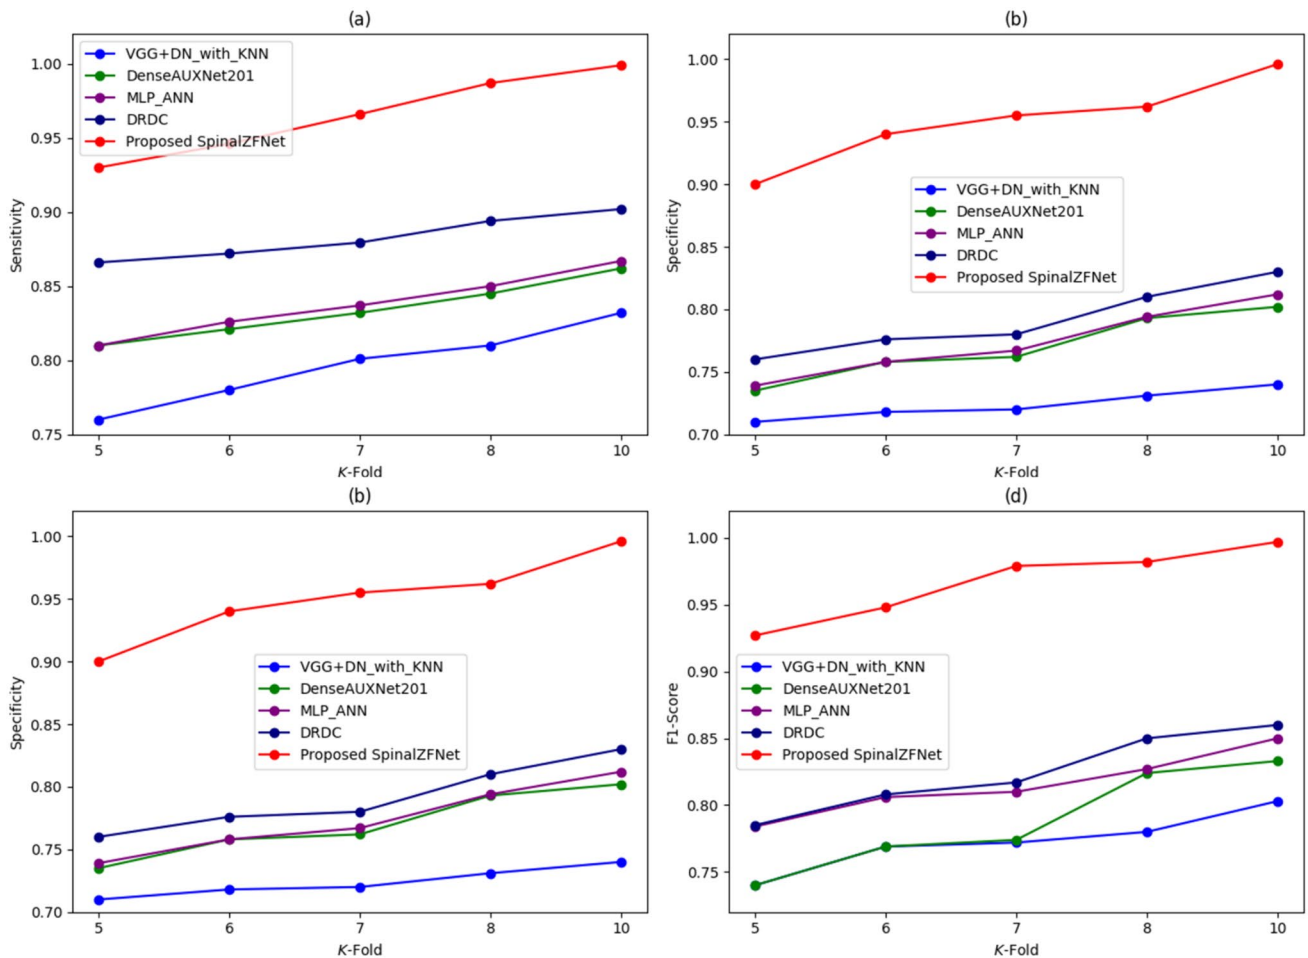 (a)
1.00
0.95
0.90
0.85
0.80
0.75
Sensitivity
VGG+DN_with_KNN
DenseAUXNet201
MLP_ANN
DRDC
Proposed SpinalZFNet
5 6 7 8 10
K-Fold
(b)
1.00
0.95
0.90
0.85
0.80
0.75
0.70
Specificity
VGG+DN_with_KNN
DenseAUXNet201
MLP_ANN
DRDC
Proposed SpinalZFNet
5 6 7 8 10
K-Fold
(b)
1.00
0.95
0.90
0.85
0.80
0.75
0.70
Specificity
VGG+DN_with_KNN
DenseAUXNet201
MLP_ANN
DRDC
Proposed SpinalZFNet
5 6 7 8 10
K-Fold
(d)
1.00
0.95
0.90
0.85
0.80
0.75
F1-Score
VGG+DN_with_KNN
DenseAUXNet201
MLP_ANN
DRDC
Proposed SpinalZFNet
5 6 7 8 10
K-Fold